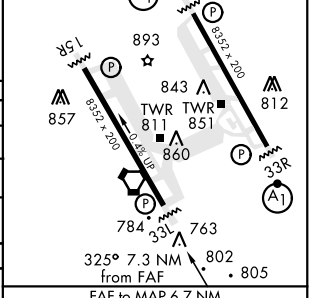 P
893
15R
P
8352 x 200
843
812
857
8352 x 200
TWR
811
TWR
851
0.4% UP
860
P
33R
A1
P
784
33L
763
325° 7.3 NM
from FAF
802
805
FAF to MAP 6.7 NM